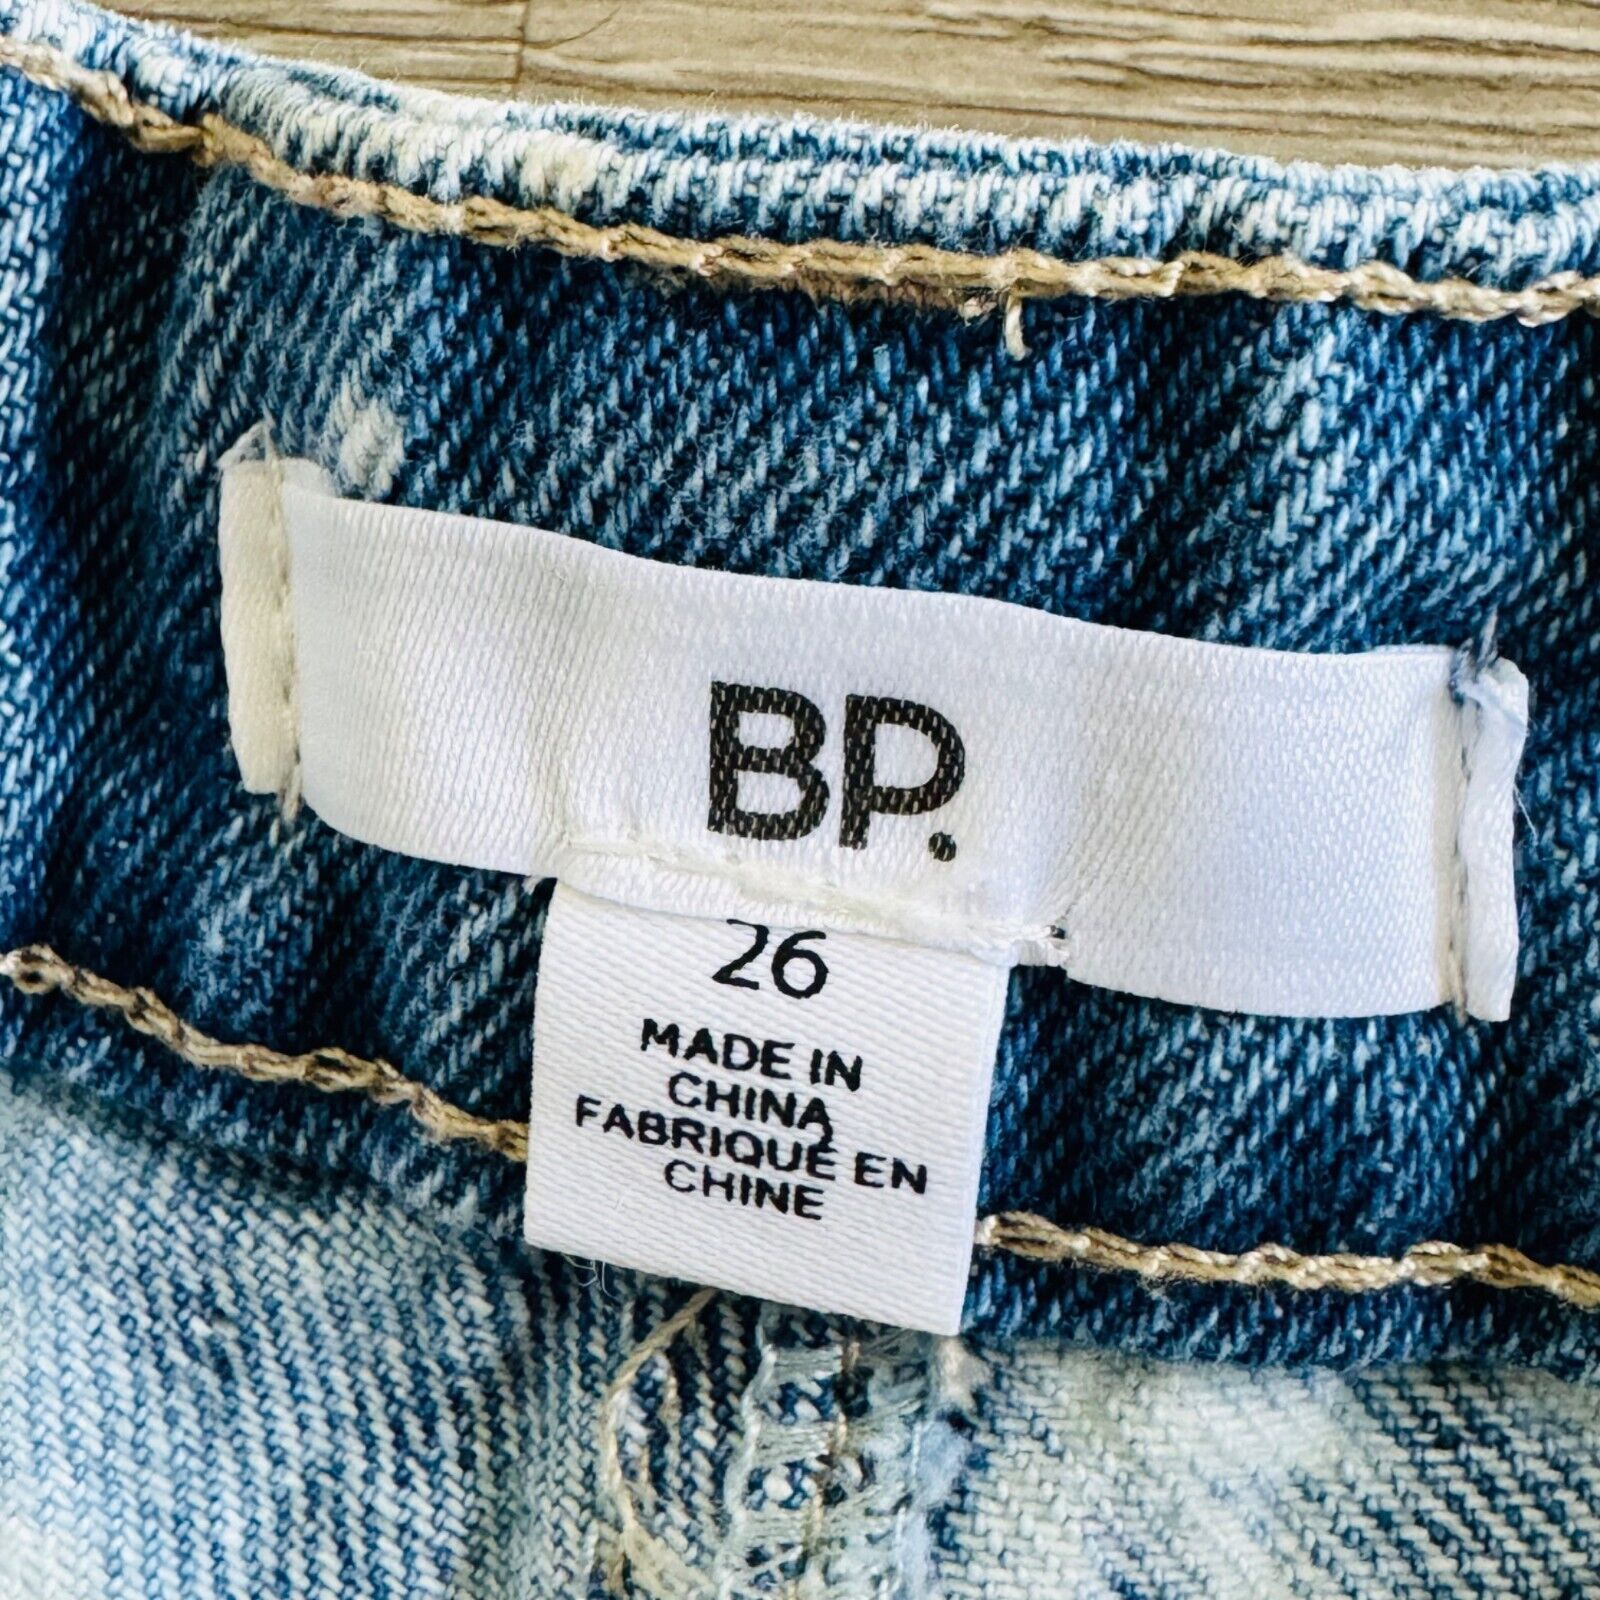 BP.
26
MADE IN
CHINA
FABRIQUÉ EN
CHINE